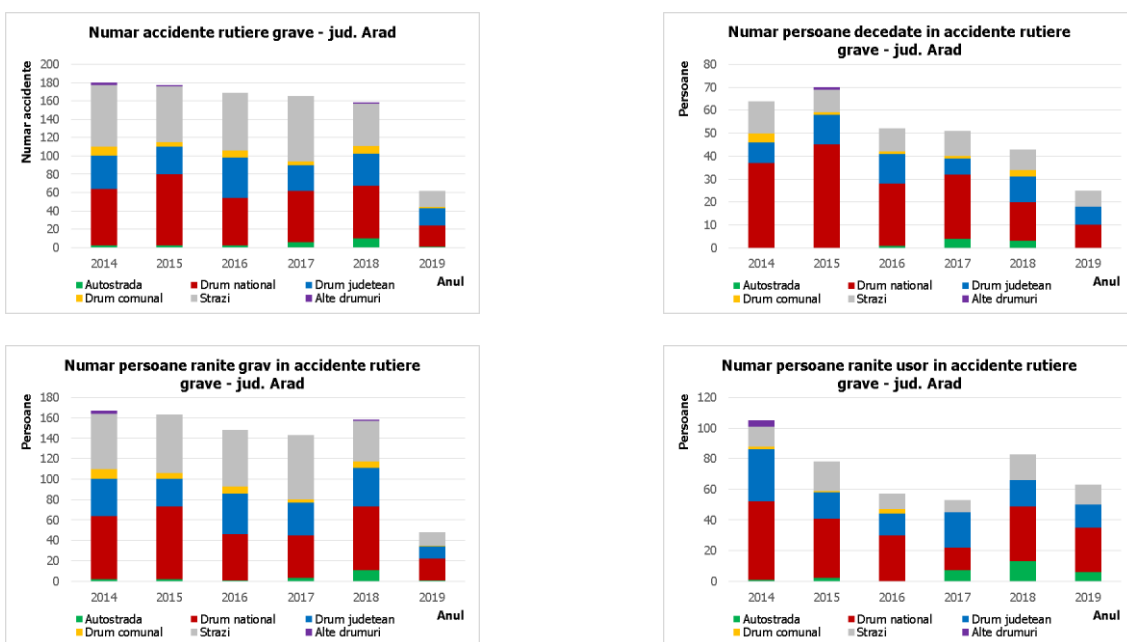 Numar accidente rutiere grave - jud. Arad
Numar accidente
200
180
160
140
120
100
80
60
40
20
0
2014 2015 2016 2017 2018 2019
Anul
Autostrada Drum national Drum judetean
Drum comunal Strazi Alte drumuri
Numar persoane decedate in accidente rutiere
grave - jud. Arad
Persoane
80
70
60
50
40
30
20
10
0
2014 2015 2016 2017 2018 2019
Anul
Autostrada Drum national Drum judetean
Drum comunal Strazi Alte drumuri
Numar persoane ranite grav in accidente rutiere
grave - jud. Arad
Persoane
180
160
140
120
100
80
60
40
20
0
2014 2015 2016 2017 2018 2019
Anul
Autostrada Drum national Drum judetean
Drum comunal Strazi Alte drumuri
Numar persoane ranite usor in accidente rutiere
grave - jud. Arad
Persoane
120
100
80
60
40
20
0
2014 2015 2016 2017 2018 2019
Anul
Autostrada Drum national Drum judetean
Drum comunal Strazi Alte drumuri